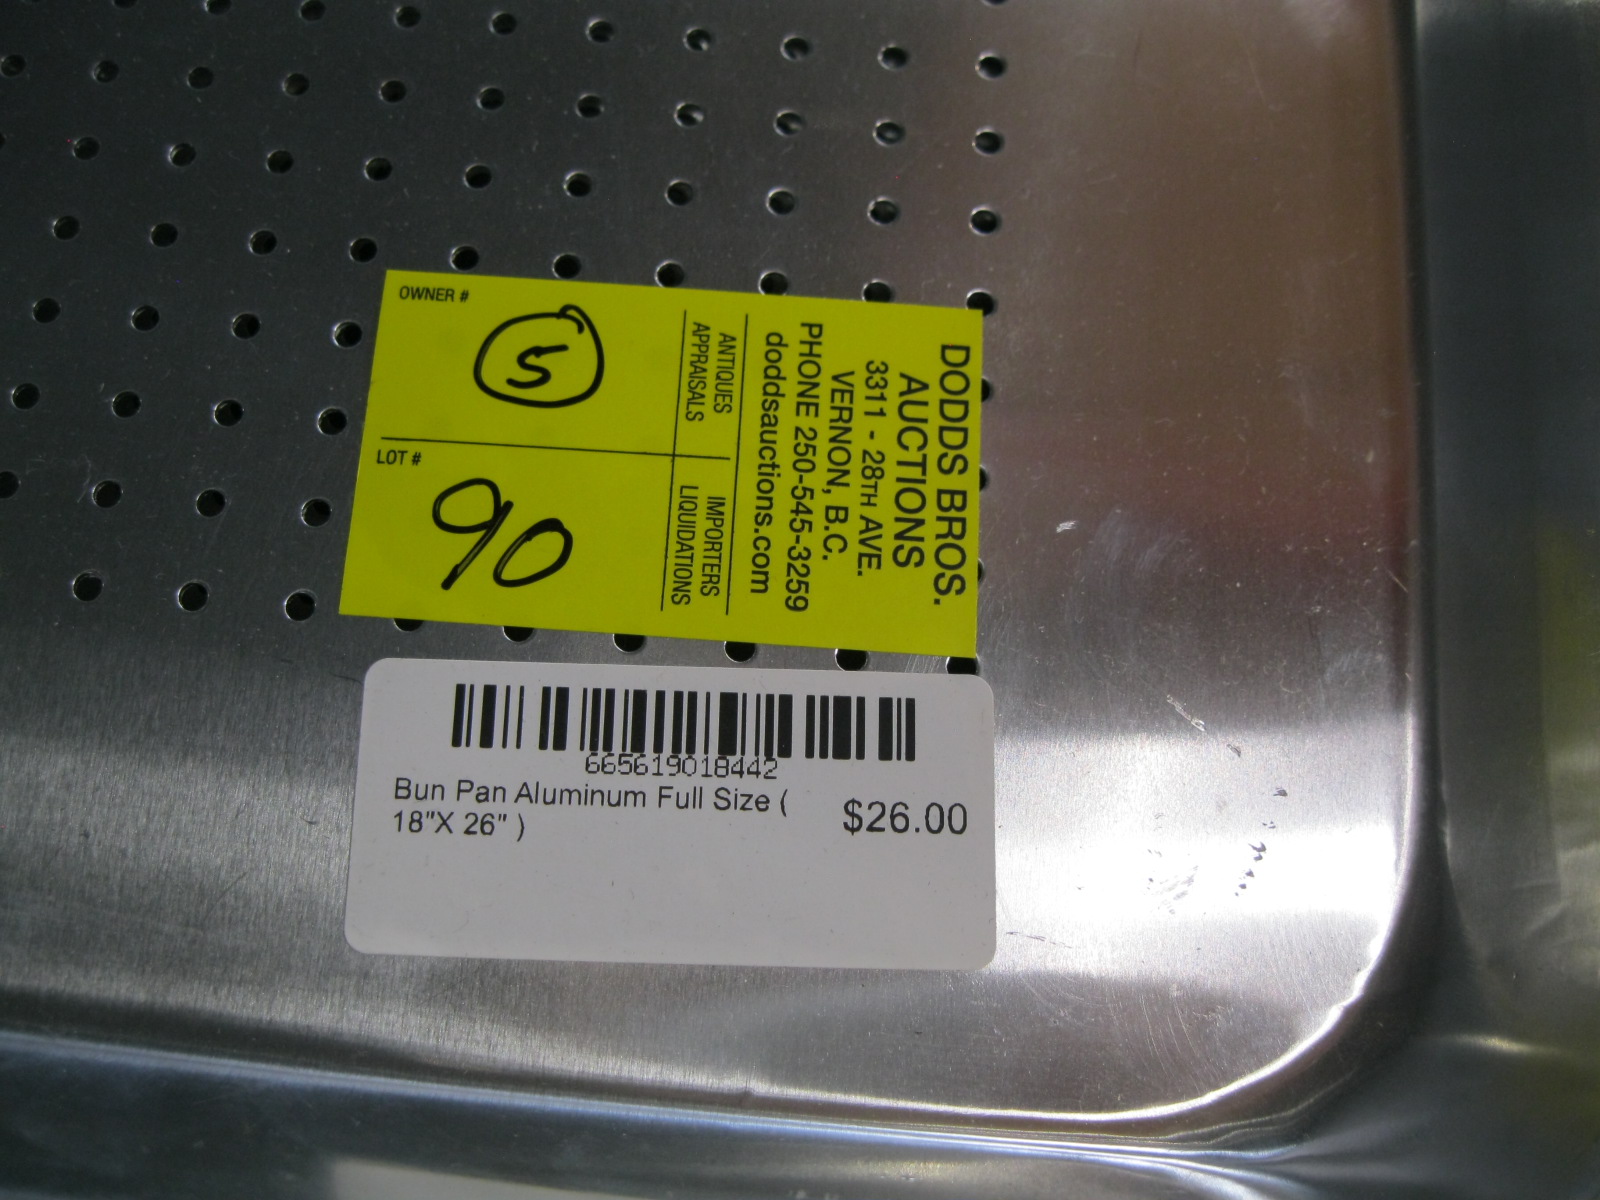 OWNER #
5
LOT #
90
ANTIQUES
APPRAISALS
IMPORTERS
LIQUIDATIONS
DODDS BROS.
AUCTIONS
3311 - 28TH AVE.
VERNON, B.C.
PHONE 250-545-3259
doddsauctions.com
665619018442
Bun Pan Aluminum Full Size (
18"X 26" )
$26.00